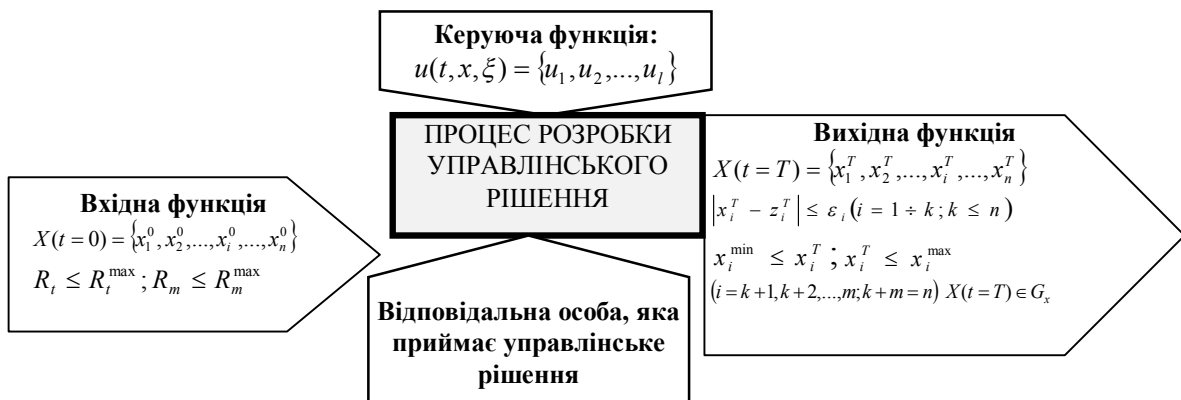 Керуюча функція:
u(t, x, ξ) = {u₁, u₂,..., uₗ}
ПРОЦЕС РОЗРОБКИ
УПРАВЛІНСЬКОГО
РІШЕННЯ
Вхідна функція
X(t = 0) = {x₁⁰, x₂⁰,..., xᵢ⁰,..., xₙ⁰}
Rₜ ≤ Rₜᵐᵃˣ ; Rₘ ≤ Rₘᵐᵃˣ
Відповідальна особа, яка
приймає управлінське
рішення
Вихідна функція
X(t = T) = {x₁ᵀ, x₂ᵀ,..., xᵢᵀ,..., xₙᵀ}
|xᵢᵀ − zᵢᵀ| ≤ εᵢ (i = 1 ÷ k; k ≤ n)
xᵢᵐⁱⁿ ≤ xᵢᵀ ; xᵢᵀ ≤ xᵢᵐᵃˣ
(i = k+1, k+2,..., m; k+m = n) X(t = T) ∈ Gₓ